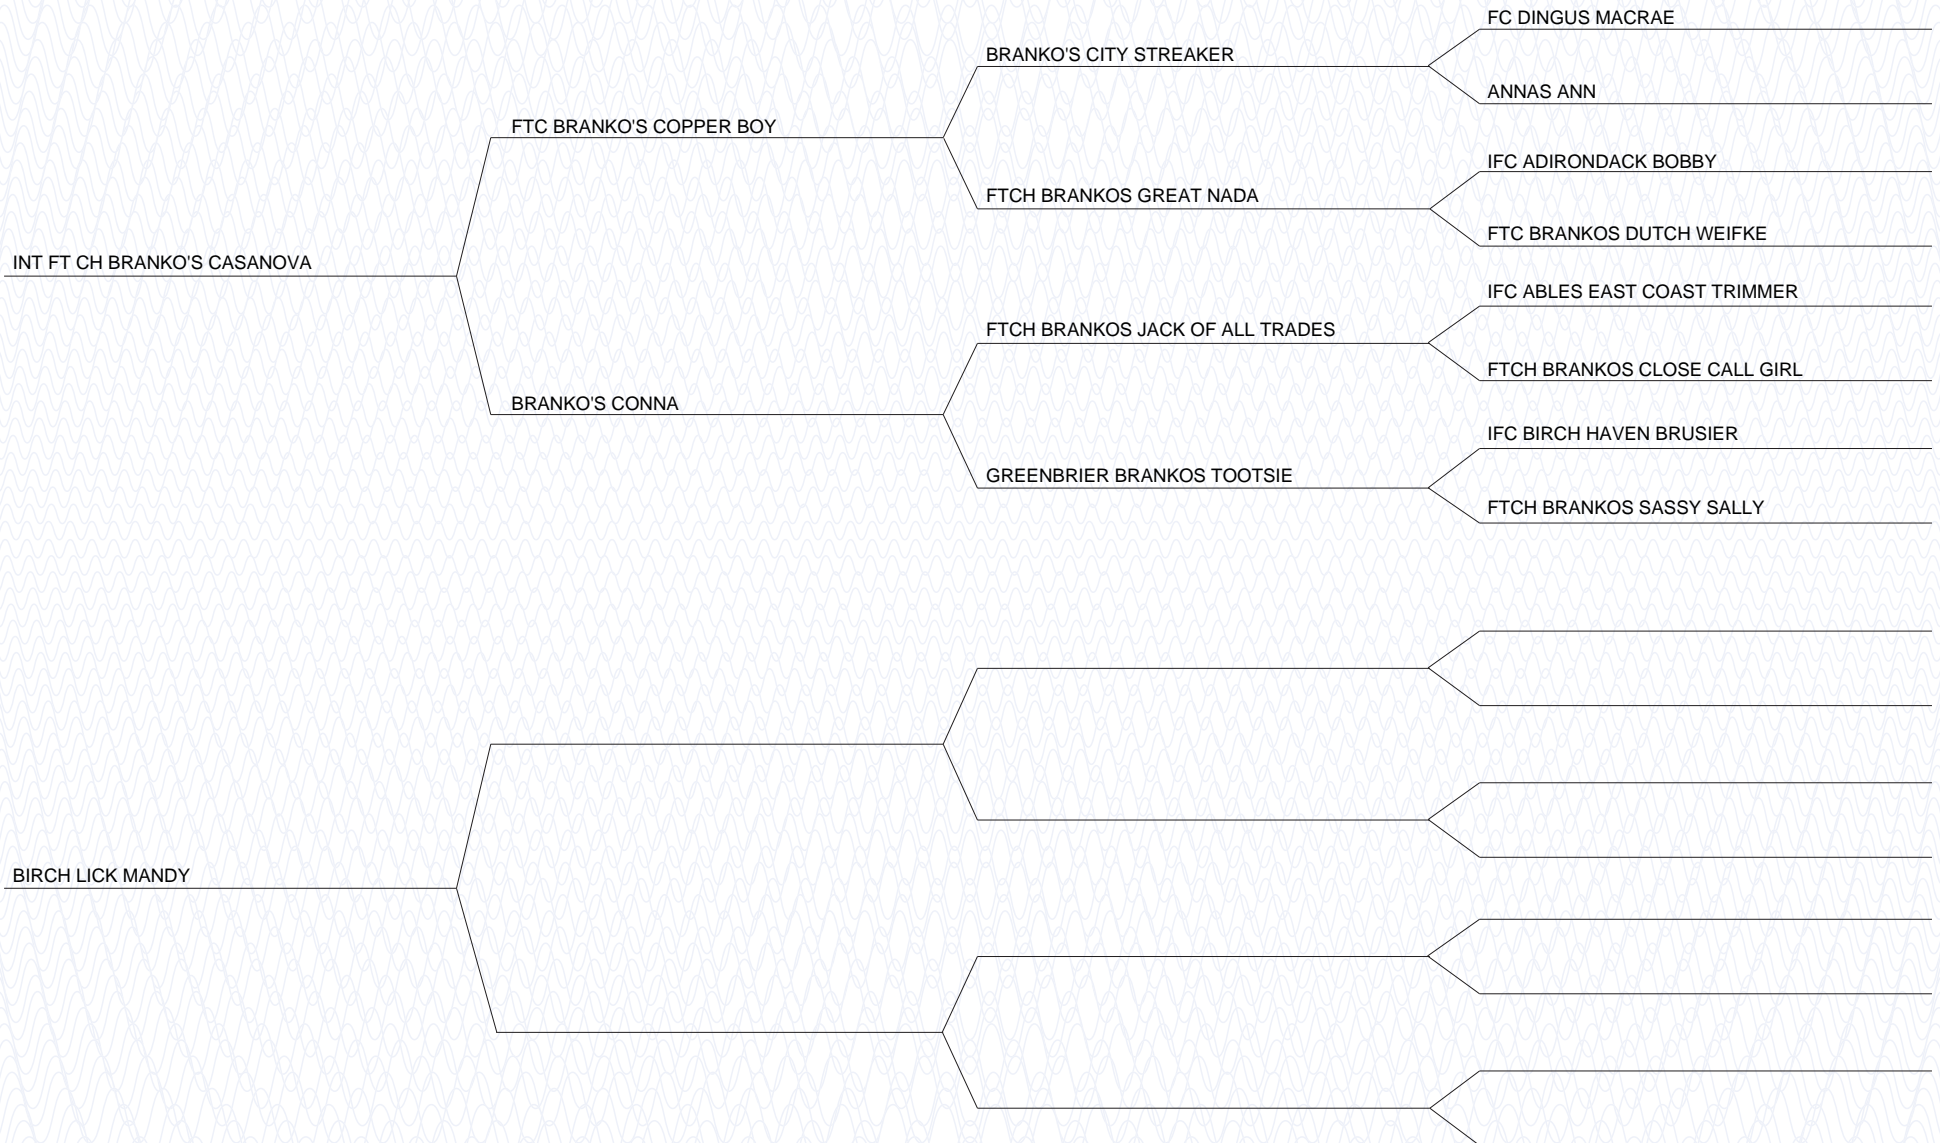 FC DINGUS MACRAE
BRANKO'S CITY STREAKER
ANNAS ANN
FTC BRANKO'S COPPER BOY
IFC ADIRONDACK BOBBY
FTCH BRANKOS GREAT NADA
FTC BRANKOS DUTCH WEIFKE
INT FT CH BRANKO'S CASANOVA
IFC ABLES EAST COAST TRIMMER
FTCH BRANKOS JACK OF ALL TRADES
FTCH BRANKOS CLOSE CALL GIRL
BRANKO'S CONNA
IFC BIRCH HAVEN BRUSIER
GREENBRIER BRANKOS TOOTSIE
FTCH BRANKOS SASSY SALLY
BIRCH LICK MANDY